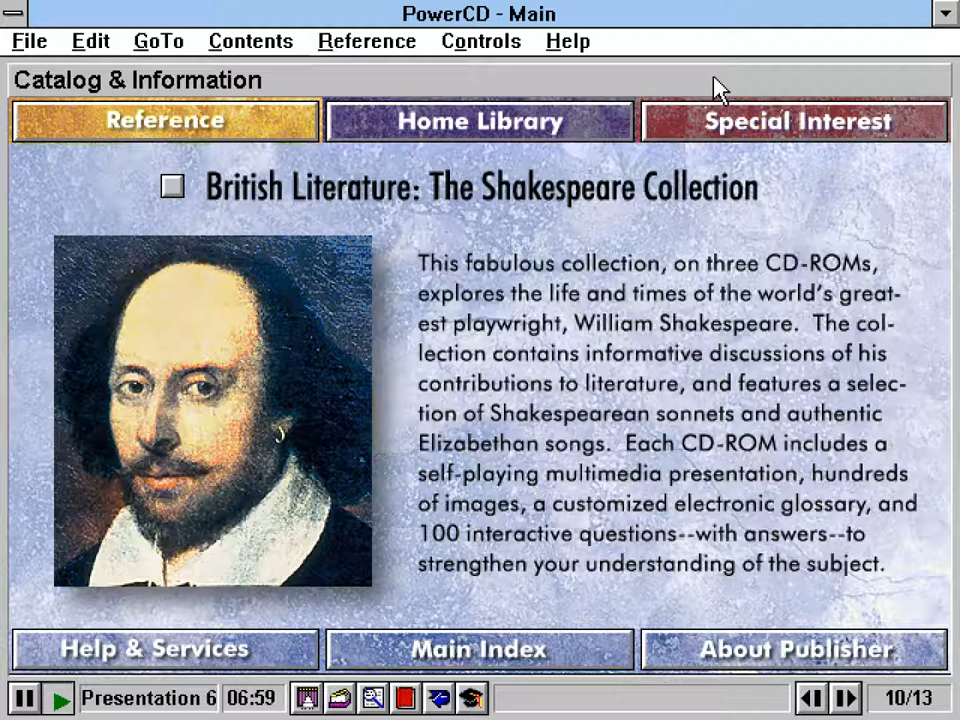 PowerCD - Main
File Edit GoTo Contents Reference Controls Help
Catalog & Information
Reference Home Library Special Interest
British Literature: The Shakespeare Collection
This fabulous collection, on three CD-ROMs,
explores the life and times of the world's great-
est playwright, William Shakespeare. The col-
lection contains informative discussions of his
contributions to literature, and features a selec-
tion of Shakespearean sonnets and authentic
Elizabethan songs. Each CD-ROM includes a
self-playing multimedia presentation, hundreds
of images, a customized electronic glossary, and
100 interactive questions--with answers--to
strengthen your understanding of the subject.
Help & Services Main Index About Publisher
Presentation 6 06:59 10/13